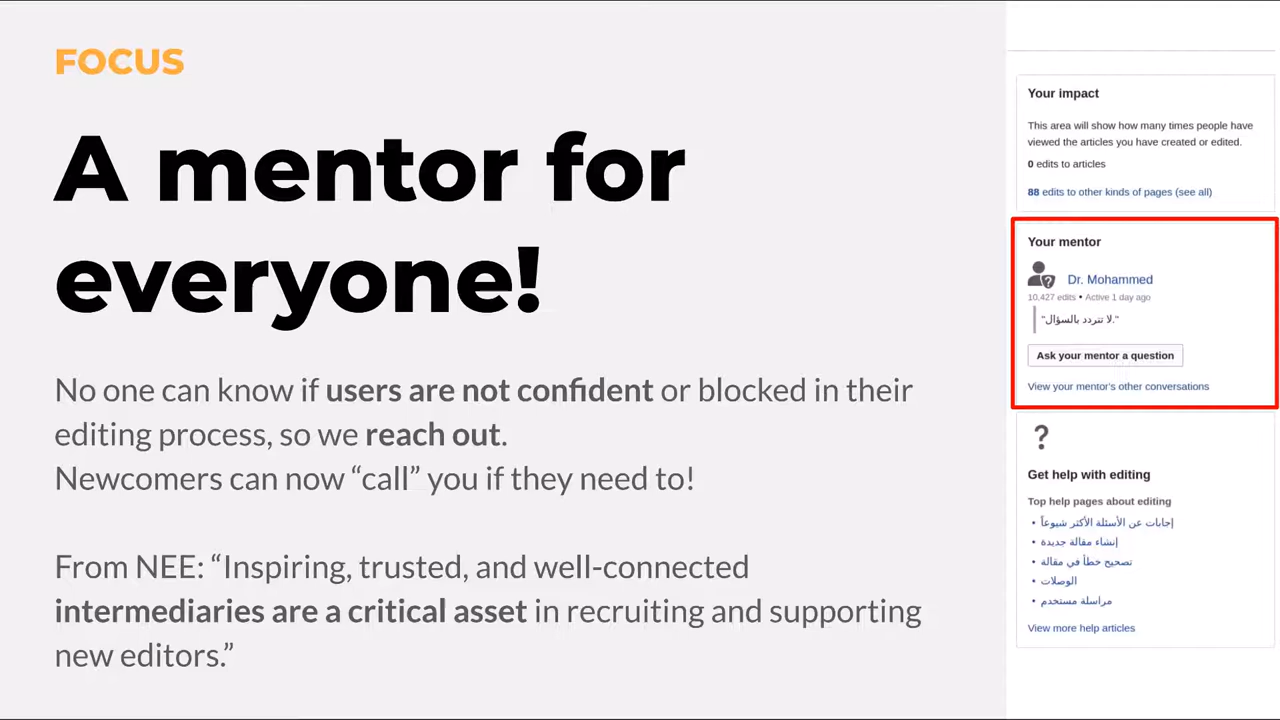 FOCUS
A mentor for
everyone!
No one can know if users are not confident or blocked in their
editing process, so we reach out.
Newcomers can now “call” you if they need to!
From NEE: “Inspiring, trusted, and well-connected
intermediaries are a critical asset in recruiting and supporting
new editors.”
Your impact
This area will show how many times people have
viewed the articles you have created or edited.
0 edits to articles
88 edits to other kinds of pages (see all)
Your mentor
Dr. Mohammed
10,427 edits • Active 1 day ago
"لا تتردد بالسؤال."
Ask your mentor a question
View your mentor's other conversations
?
Get help with editing
Top help pages about editing
• إجابات عن الأسئلة الأكثر شيوعاً
• إنشاء مقالة جديدة
• تصحيح خطأ في مقالة
• الوصلات
• مراسلة مستخدم
View more help articles